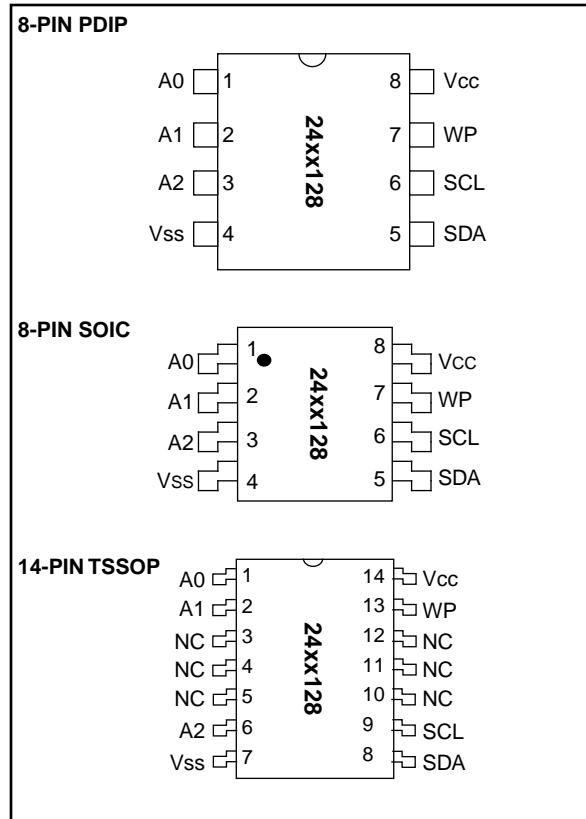 8-PIN PDIP
A0 1 8 Vcc
A1 2 7 WP
A2 3 6 SCL
Vss 4 5 SDA
24xx128
8-PIN SOIC
A0 1 8 Vcc
A1 2 7 WP
A2 3 6 SCL
Vss 4 5 SDA
24xx128
14-PIN TSSOP
A0 1 14 Vcc
A1 2 13 WP
NC 3 12 NC
NC 4 11 NC
NC 5 10 NC
A2 6 9 SCL
Vss 7 8 SDA
24xx128